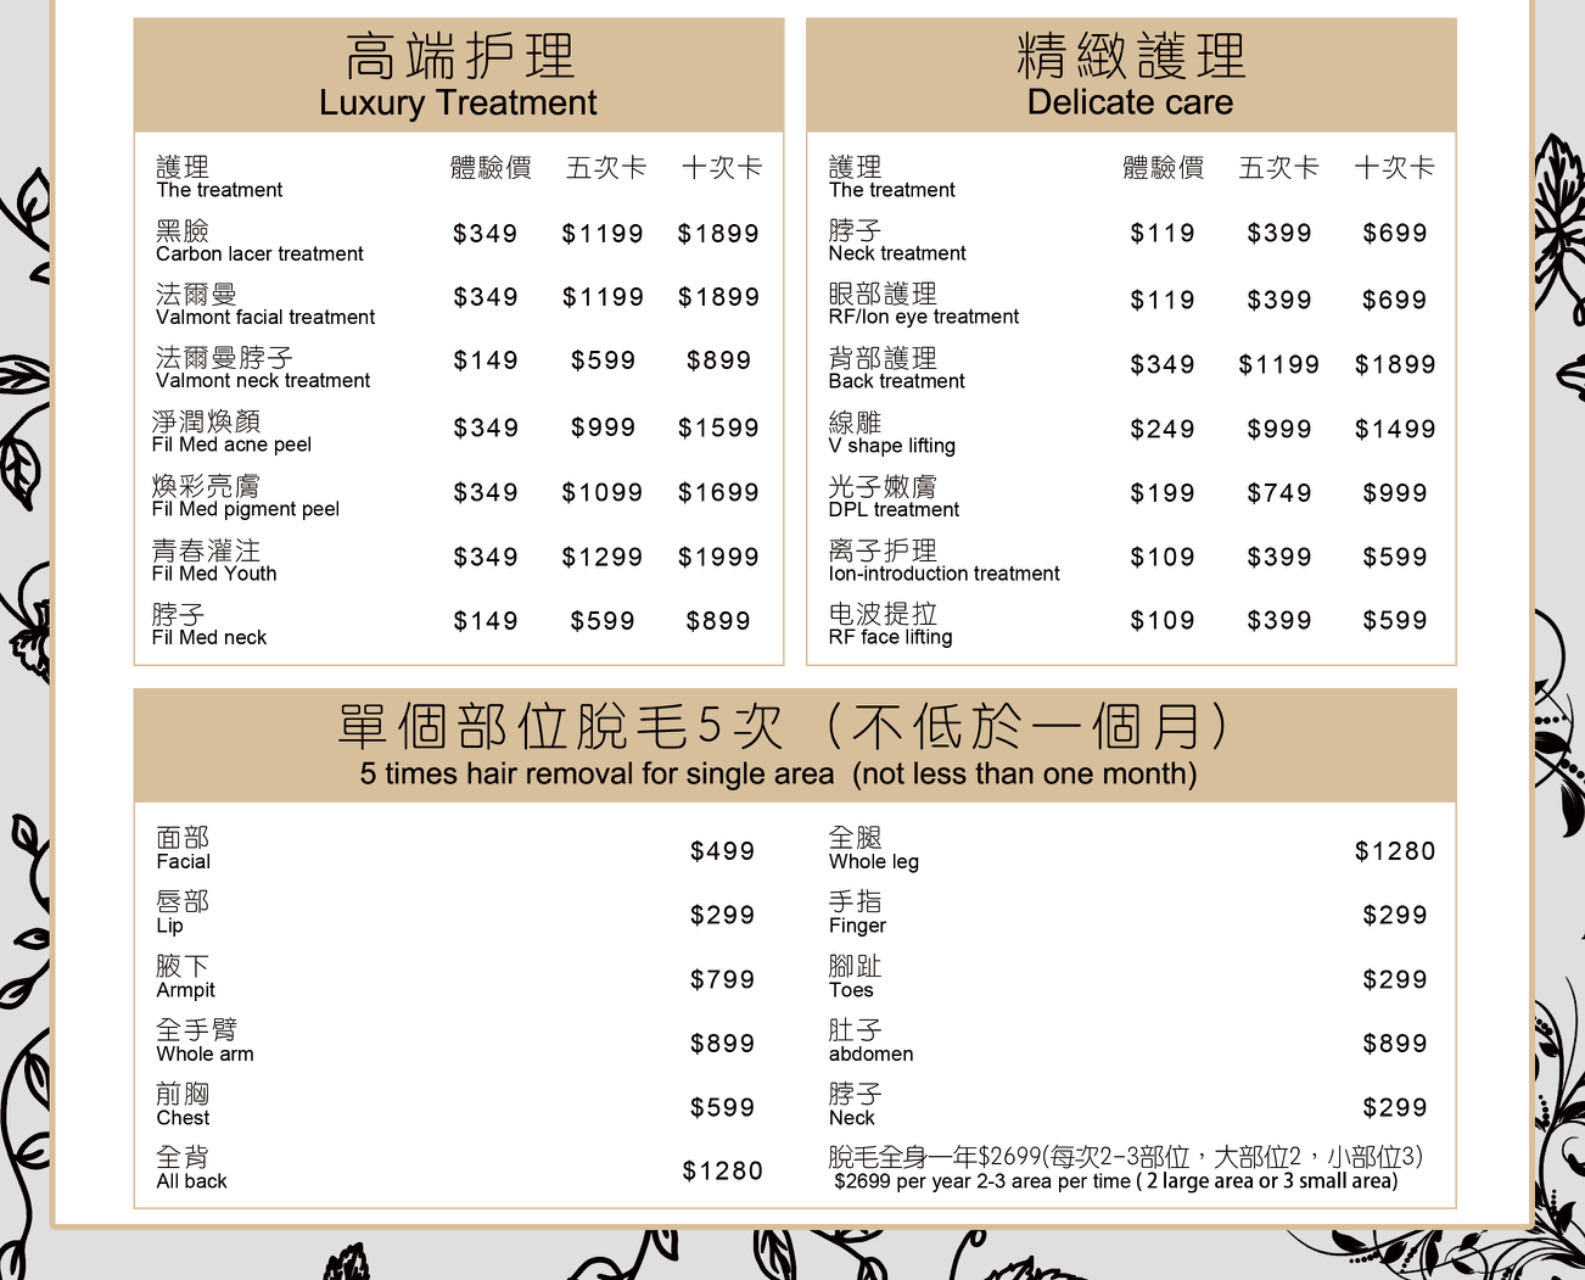 高端护理
Luxury Treatment
護理 體驗價 五次卡 十次卡
The treatment
黑臉 $349 $1199 $1899
Carbon lacer treatment
法爾曼 $349 $1199 $1899
Valmont facial treatment
法爾曼脖子 $149 $599 $899
Valmont neck treatment
淨潤煥顏 $349 $999 $1599
Fil Med acne peel
煥彩亮膚 $349 $1099 $1699
Fil Med pigment peel
青春灌注 $349 $1299 $1999
Fil Med Youth
脖子 $149 $599 $899
Fil Med neck
精緻護理
Delicate care
護理 體驗價 五次卡 十次卡
The treatment
脖子 $119 $399 $699
Neck treatment
眼部護理 $119 $399 $699
RF/Ion eye treatment
背部護理 $349 $1199 $1899
Back treatment
線雕 $249 $999 $1499
V shape lifting
光子嫩膚 $199 $749 $999
DPL treatment
离子护理 $109 $399 $599
Ion-introduction treatment
电波提拉 $109 $399 $599
RF face lifting
單個部位脫毛5次（不低於一個月）
5 times hair removal for single area (not less than one month)
面部 $499
Facial
唇部 $299
Lip
腋下 $799
Armpit
全手臂 $899
Whole arm
前胸 $599
Chest
全背 $1280
All back
全腿 $1280
Whole leg
手指 $299
Finger
腳趾 $299
Toes
肚子 $899
abdomen
脖子 $299
Neck
脫毛全身一年$2699(每次2-3部位，大部位2，小部位3)
$2699 per year 2-3 area per time ( 2 large area or 3 small area)